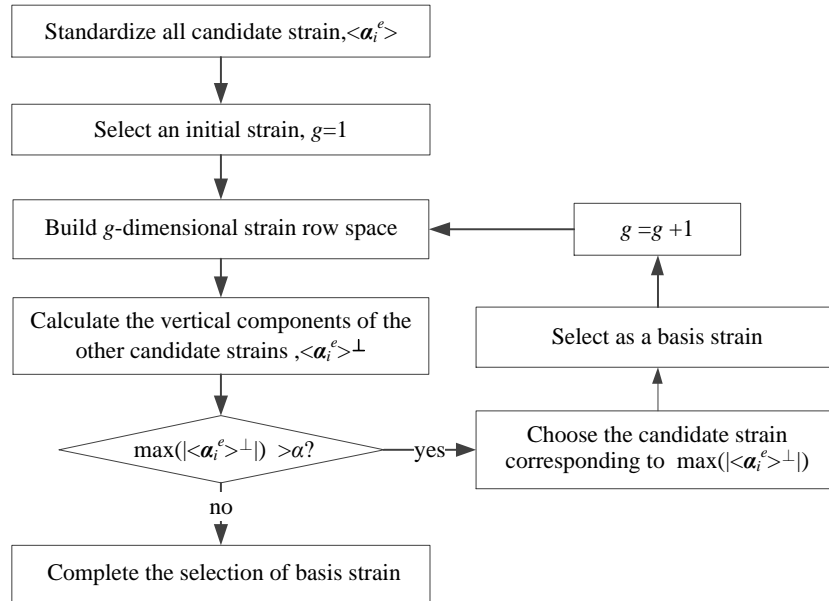 Standardize all candidate strain,<αᵢᵉ>
Select an initial strain, g=1
Build g-dimensional strain row space
g =g +1
Calculate the vertical components of the
other candidate strains ,<αᵢᵉ>⊥
Select as a basis strain
max(|<αᵢᵉ>⊥|) >α?
yes
Choose the candidate strain
corresponding to max(|<αᵢᵉ>⊥|)
no
Complete the selection of basis strain